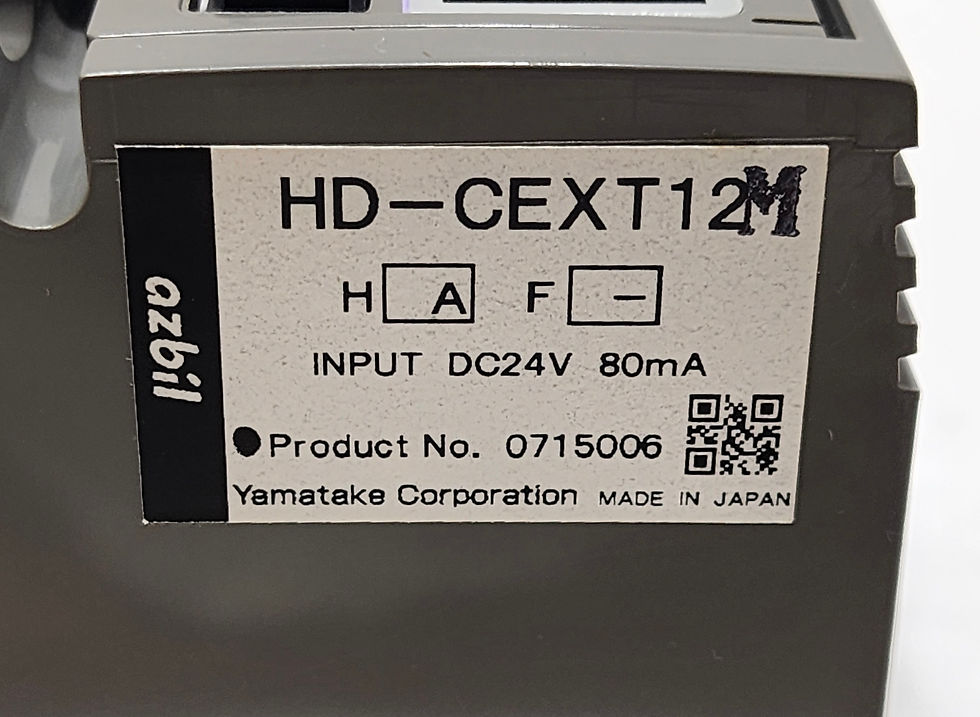 azbil
HD-CEXT12M
H A F -
INPUT DC24V 80mA
●Product No. 0715006
Yamatake Corporation MADE IN JAPAN